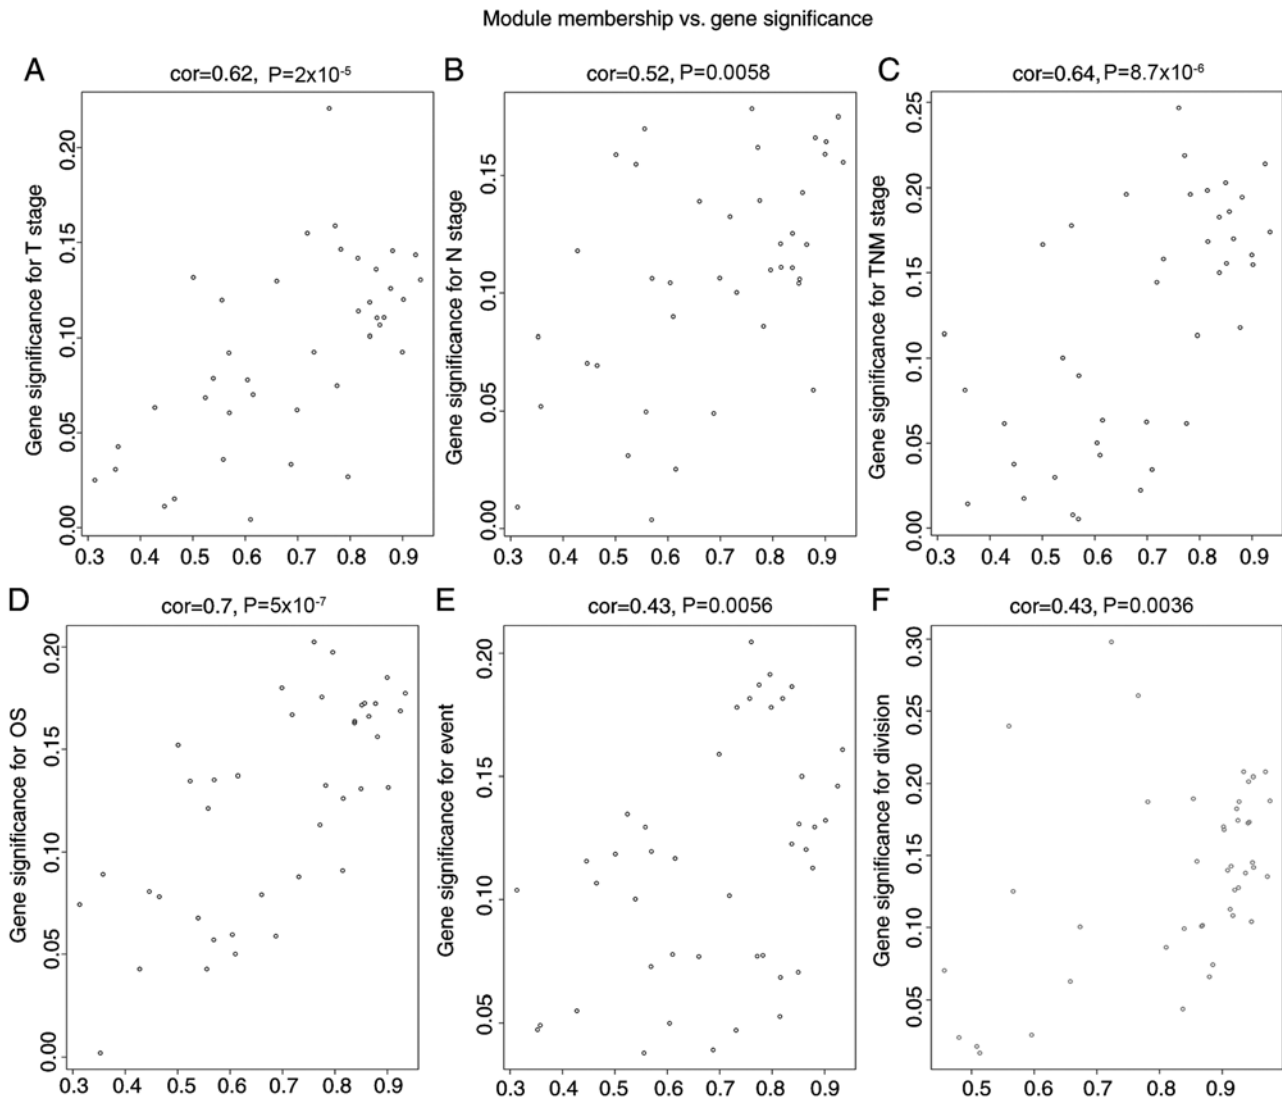 Module membership vs. gene significance
A
cor=0.62, P=2x10⁻⁵
Gene significance for T stage
0.20
0.15
0.10
0.05
0.00
0.3 0.4 0.5 0.6 0.7 0.8 0.9
B
cor=0.52, P=0.0058
Gene significance for N stage
0.15
0.10
0.05
0.00
0.3 0.4 0.5 0.6 0.7 0.8 0.9
C
cor=0.64, P=8.7x10⁻⁶
Gene significance for TNM stage
0.25
0.20
0.15
0.10
0.05
0.00
0.3 0.4 0.5 0.6 0.7 0.8 0.9
D
cor=0.7, P=5x10⁻⁷
Gene significance for OS
0.20
0.15
0.10
0.05
0.00
0.3 0.4 0.5 0.6 0.7 0.8 0.9
E
cor=0.43, P=0.0056
Gene significance for event
0.20
0.15
0.10
0.05
0.3 0.4 0.5 0.6 0.7 0.8 0.9
F
cor=0.43, P=0.0036
Gene significance for division
0.30
0.25
0.20
0.15
0.10
0.05
0.5 0.6 0.7 0.8 0.9